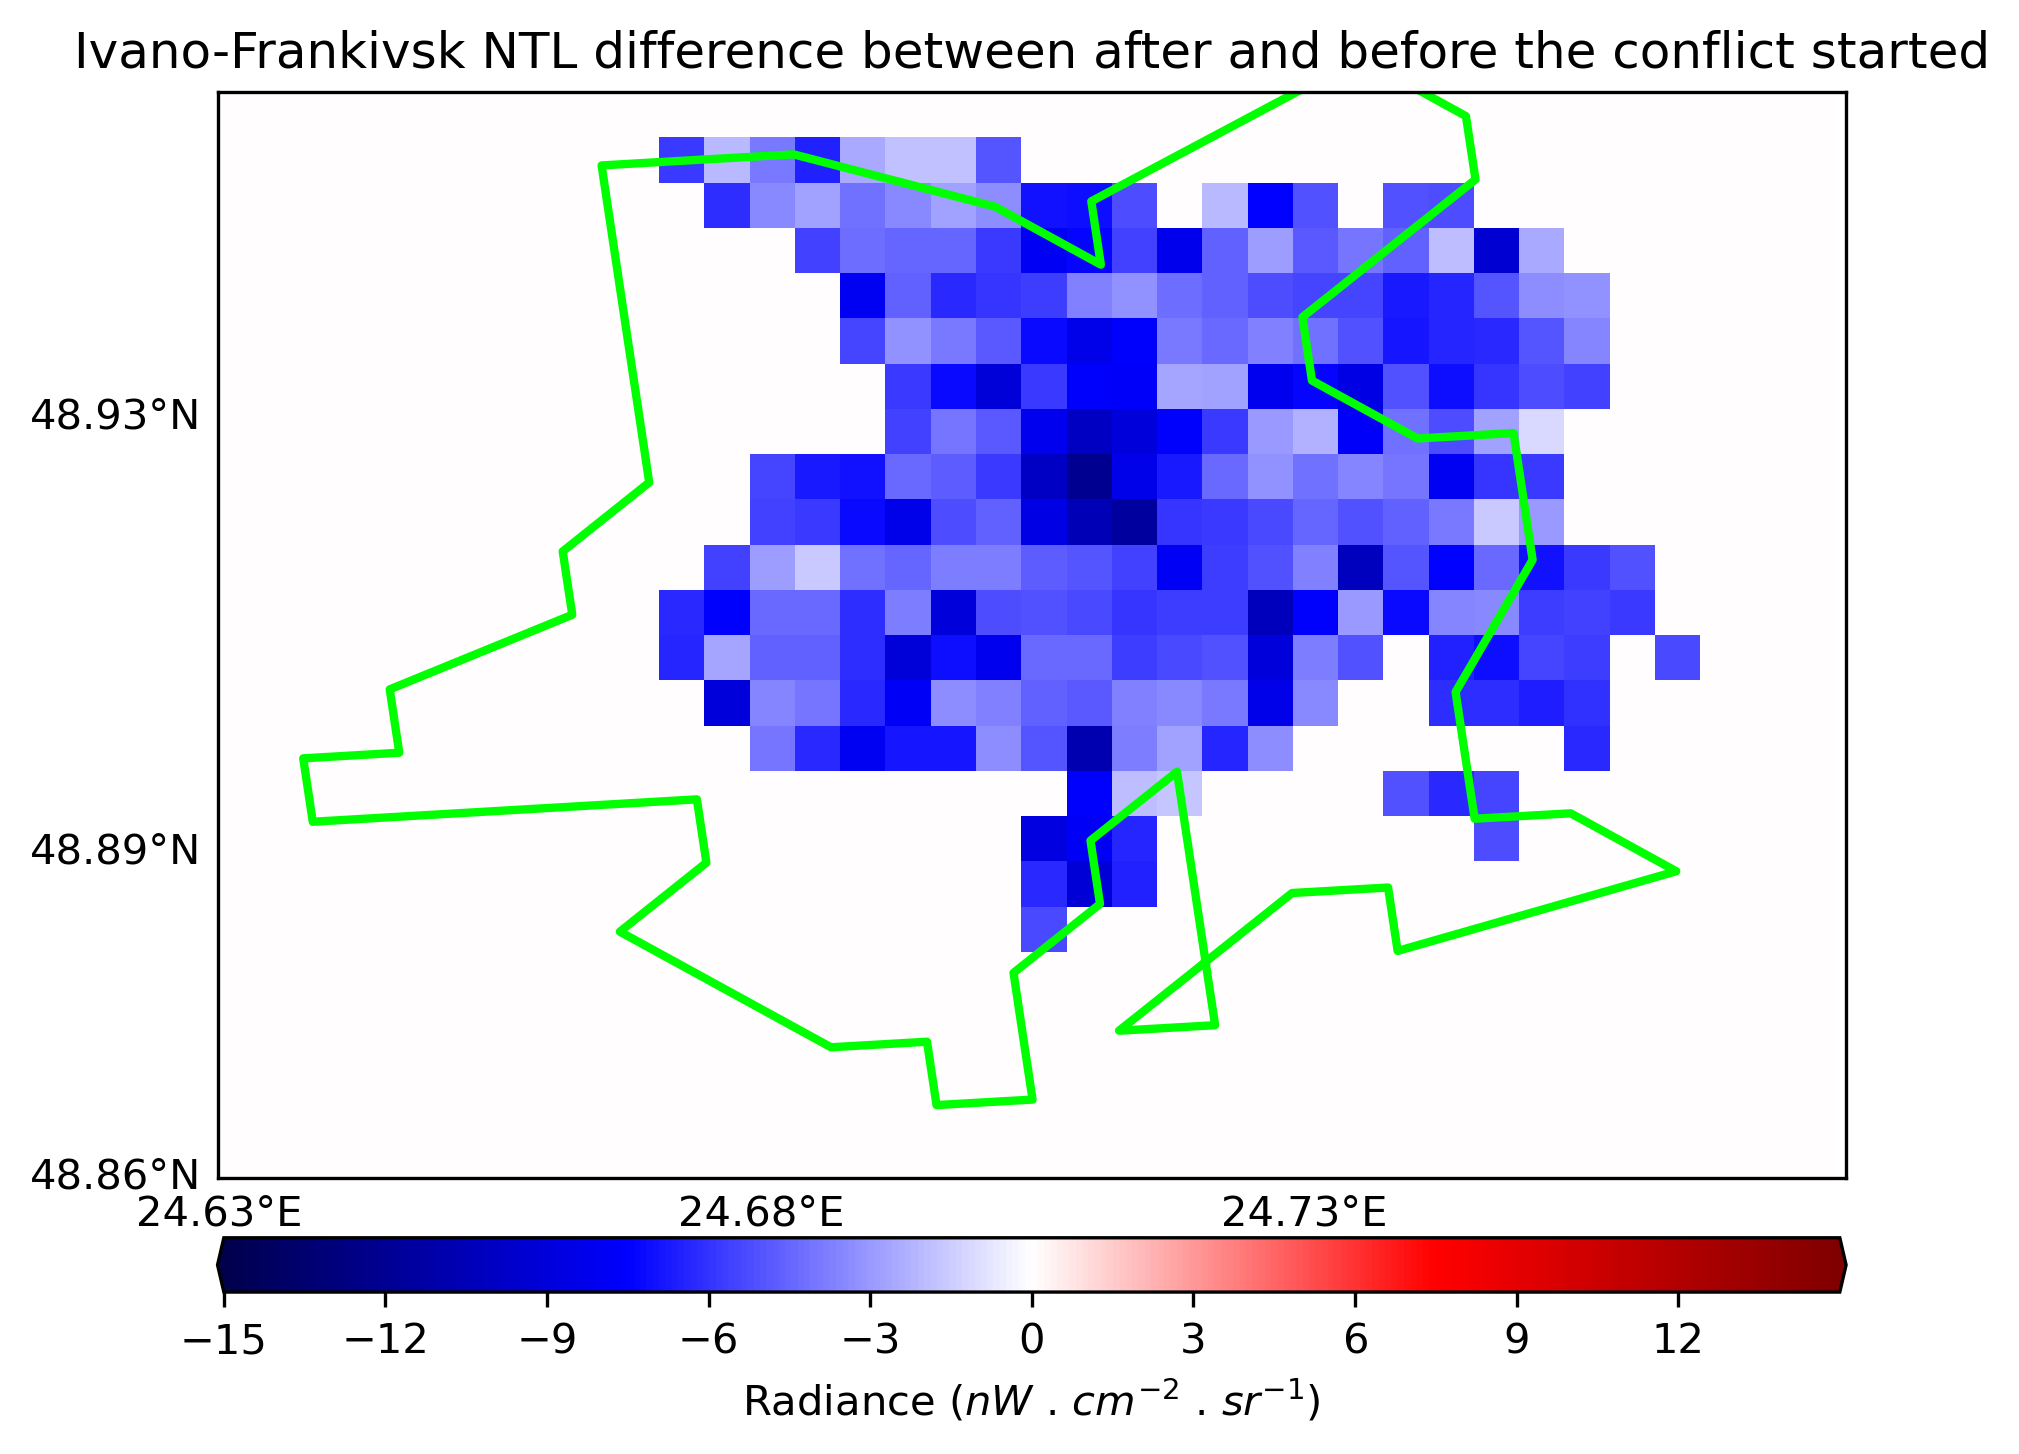 Ivano-Frankivsk NTL difference between after and before the conflict started
48.93°N
48.89°N
48.86°N
24.63°E 24.68°E 24.73°E
−15 −12 −9 −6 −3 0 3 6 9 12
Radiance (nW . cm⁻² . sr⁻¹)